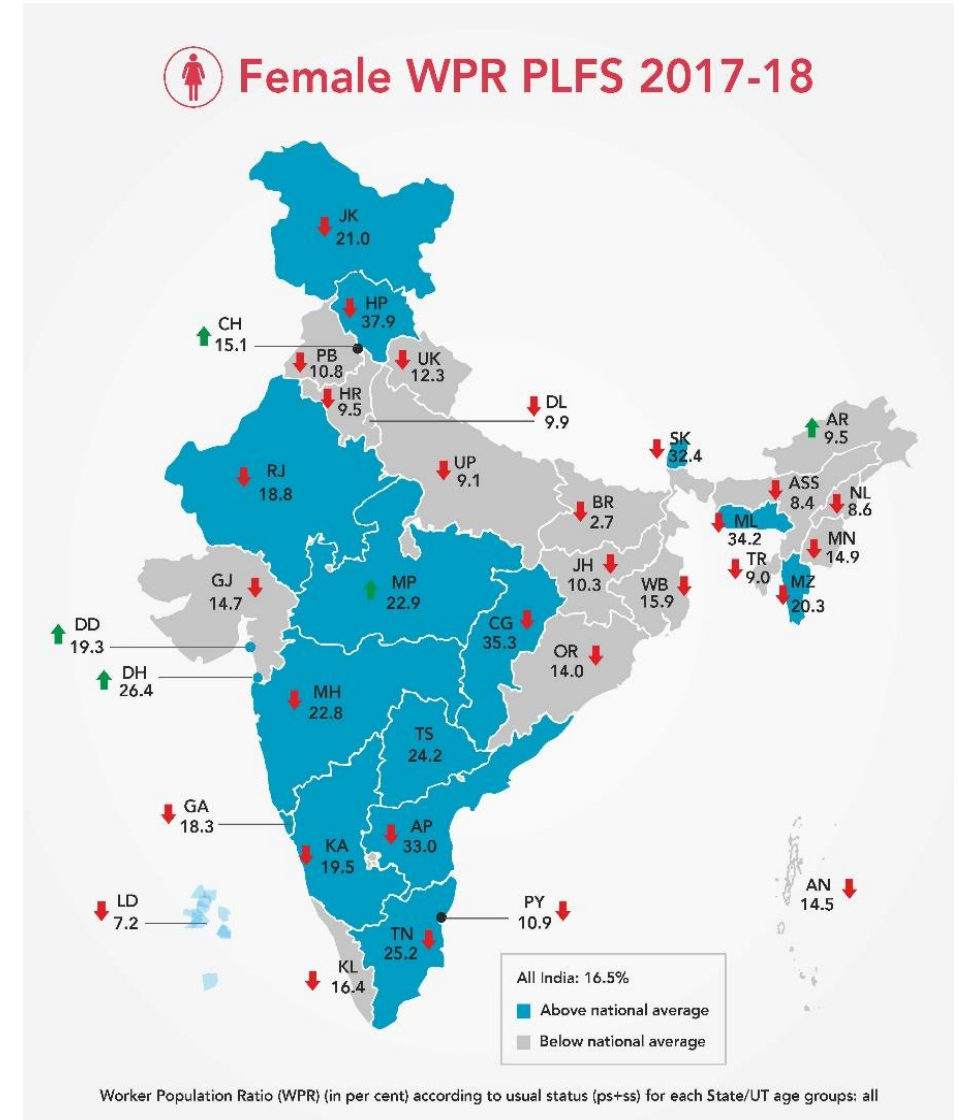 Female WPR PLFS 2017-18
JK
21.0
HP
37.9
CH
15.1
PB
10.8
UK
12.3
HR
9.5
DL
9.9
AR
9.5
SK
32.4
RJ
18.8
UP
9.1
ASS
8.4
NL
8.6
BR
2.7
ML
34.2
MN
14.9
JH
10.3
TR
9.0
GJ
14.7
MP
22.9
WB
15.9
MZ
20.3
DD
19.3
CG
35.3
OR
14.0
DH
26.4
MH
22.8
TS
24.2
GA
18.3
AP
33.0
KA
19.5
LD
7.2
PY
10.9
AN
14.5
TN
25.2
KL
16.4
All India: 16.5%
Above national average
Below national average
Worker Population Ratio (WPR) (in per cent) according to usual status (ps+ss) for each State/UT age groups: all